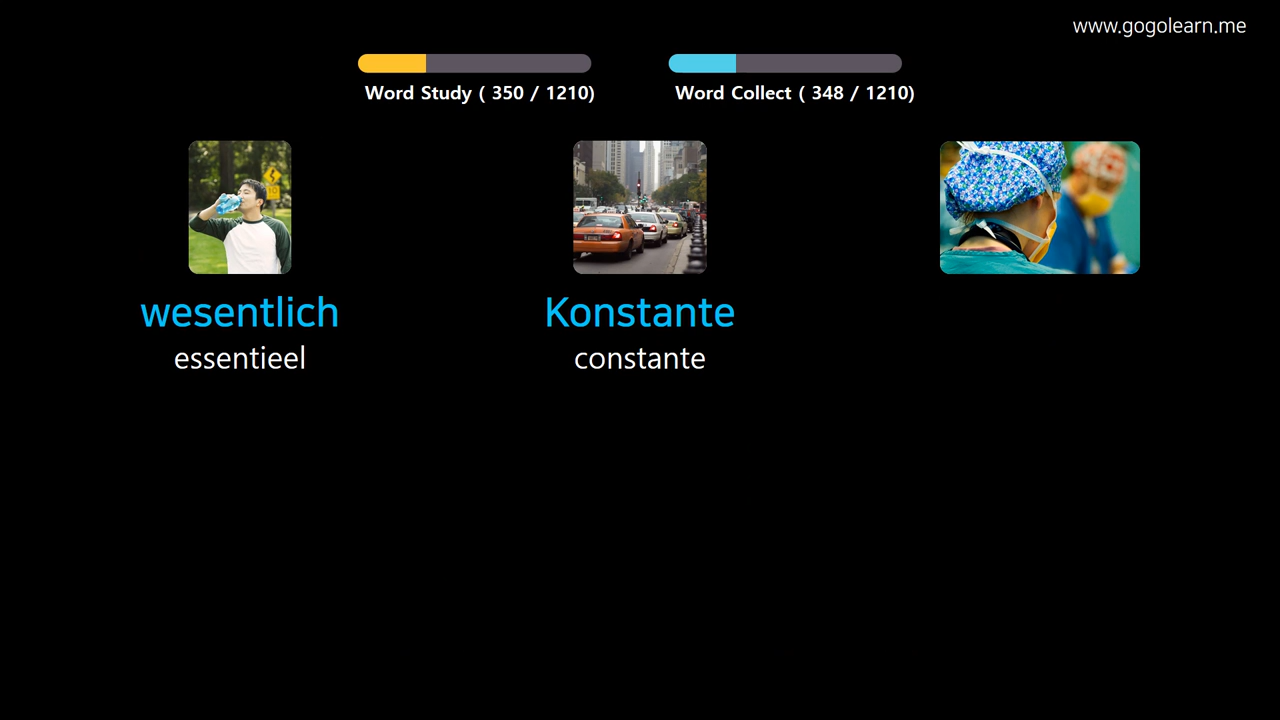 www.gogolearn.me
Word Study ( 350 / 1210)
Word Collect ( 348 / 1210)
wesentlich
essentieel
Konstante
constante